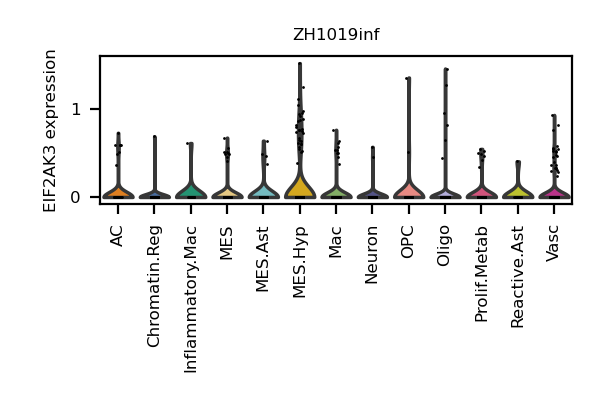 ZH1019inf
EIF2AK3 expression
1
0
AC
Chromatin.Reg
Inflammatory.Mac
MES
MES.Ast
MES.Hyp
Mac
Neuron
OPC
Oligo
Prolif.Metab
Reactive.Ast
Vasc